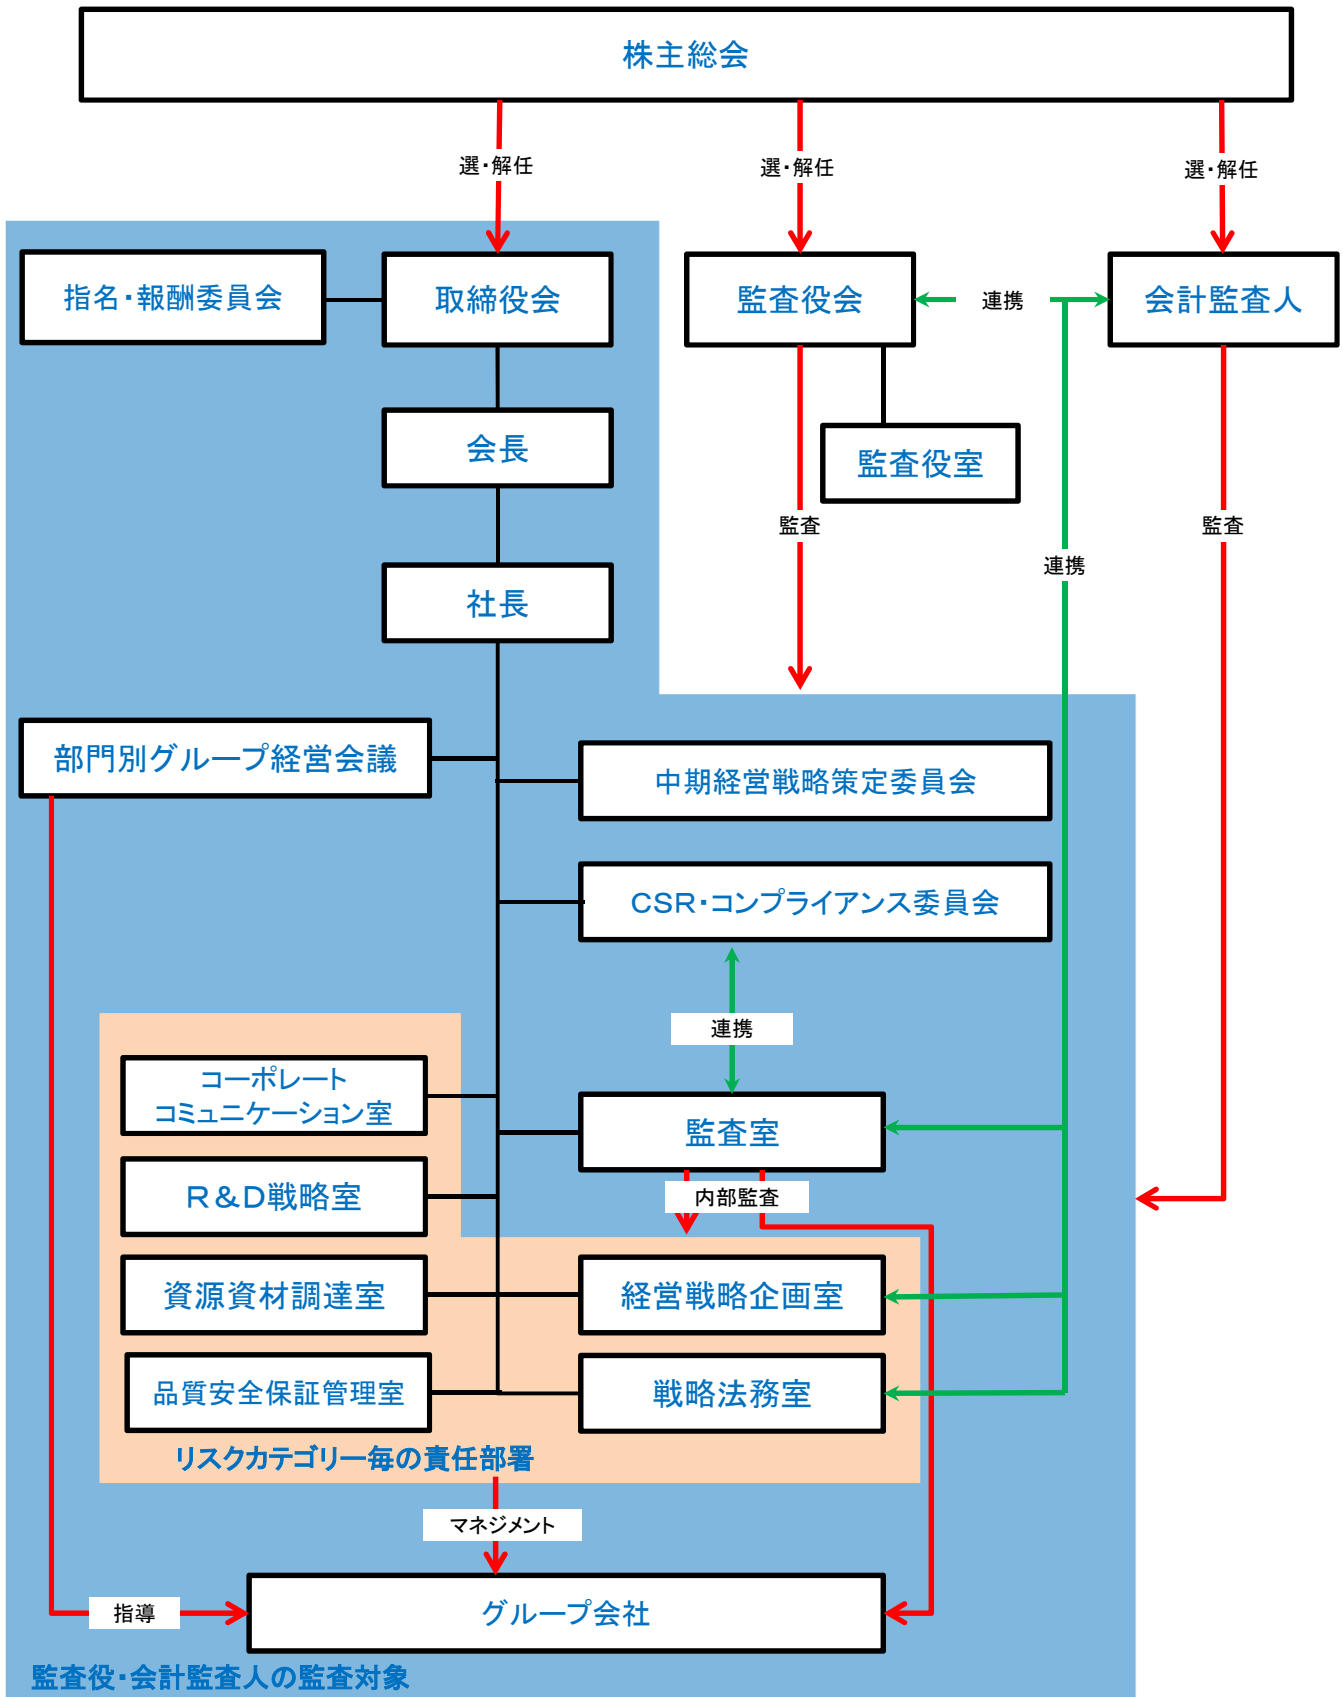 株主総会
選・解任
選・解任
選・解任
指名・報酬委員会
取締役会
監査役会
連携
会計監査人
会長
監査役室
監査
監査
連携
社長
部門別グループ経営会議
中期経営戦略策定委員会
CSR・コンプライアンス委員会
連携
コーポレート
コミュニケーション室
監査室
R&D戦略室
内部監査
資源資材調達室
経営戦略企画室
品質安全保証管理室
戦略法務室
リスクカテゴリー毎の責任部署
マネジメント
指導
グループ会社
監査役・会計監査人の監査対象